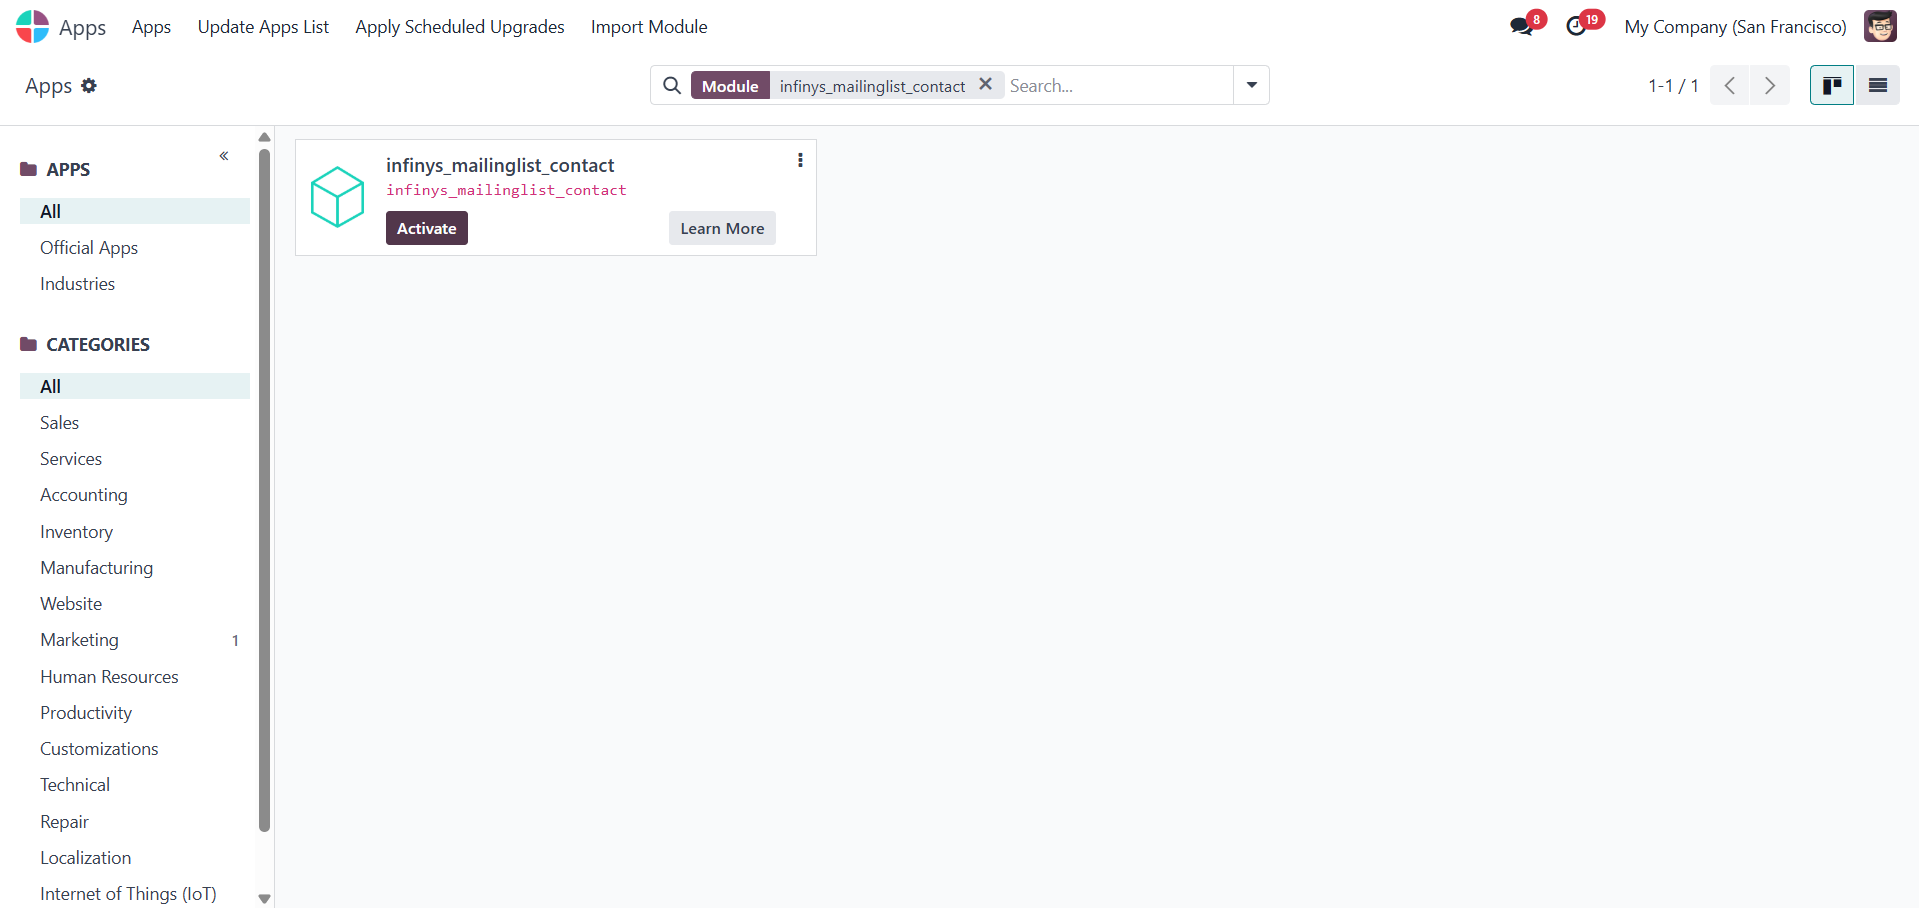 Apps
Apps
Update Apps List
Apply Scheduled Upgrades
Import Module
8
19
My Company (San Francisco)
Apps
Module
infinys_mailinglist_contact
Search...
1-1 / 1
APPS
All
Official Apps
Industries
CATEGORIES
All
Sales
Services
Accounting
Inventory
Manufacturing
Website
Marketing 1
Human Resources
Productivity
Customizations
Technical
Repair
Localization
Internet of Things (IoT)
infinys_mailinglist_contact
infinys_mailinglist_contact
Activate
Learn More